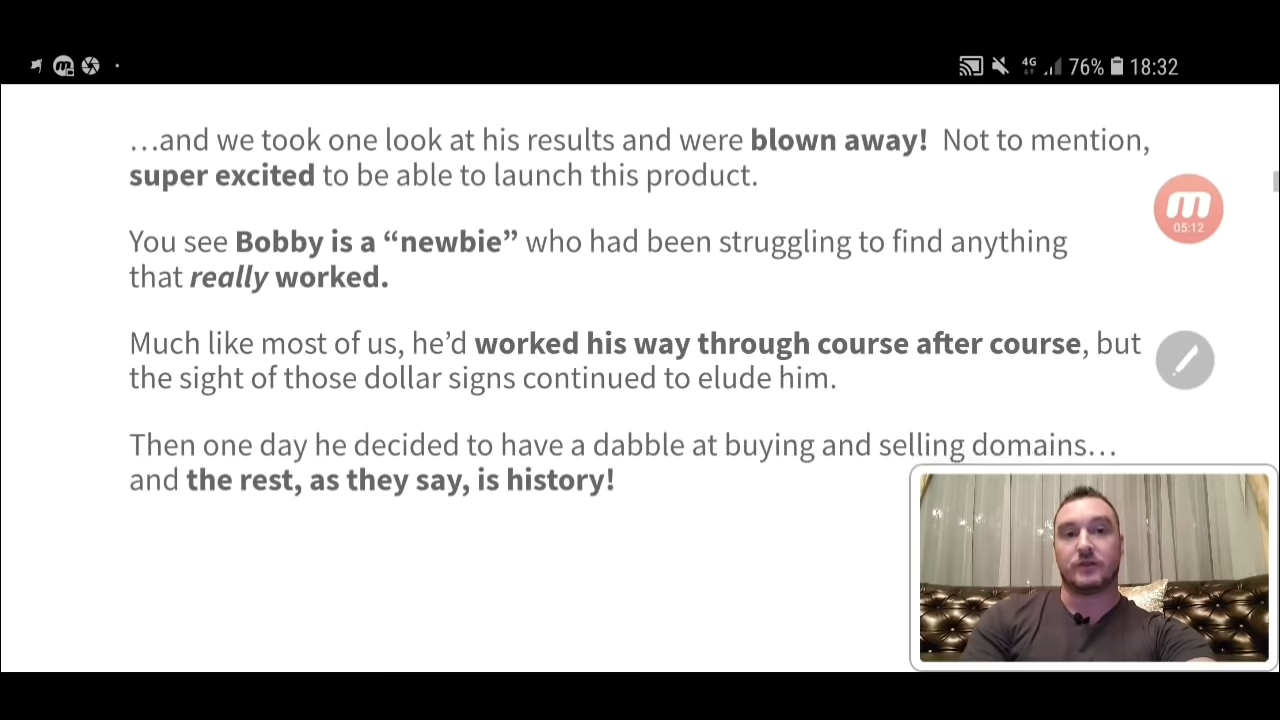 4G 76% 18:32
…and we took one look at his results and were blown away! Not to mention,
super excited to be able to launch this product.
05:12
You see Bobby is a “newbie” who had been struggling to find anything
that really worked.
Much like most of us, he’d worked his way through course after course, but
the sight of those dollar signs continued to elude him.
Then one day he decided to have a dabble at buying and selling domains…
and the rest, as they say, is history!